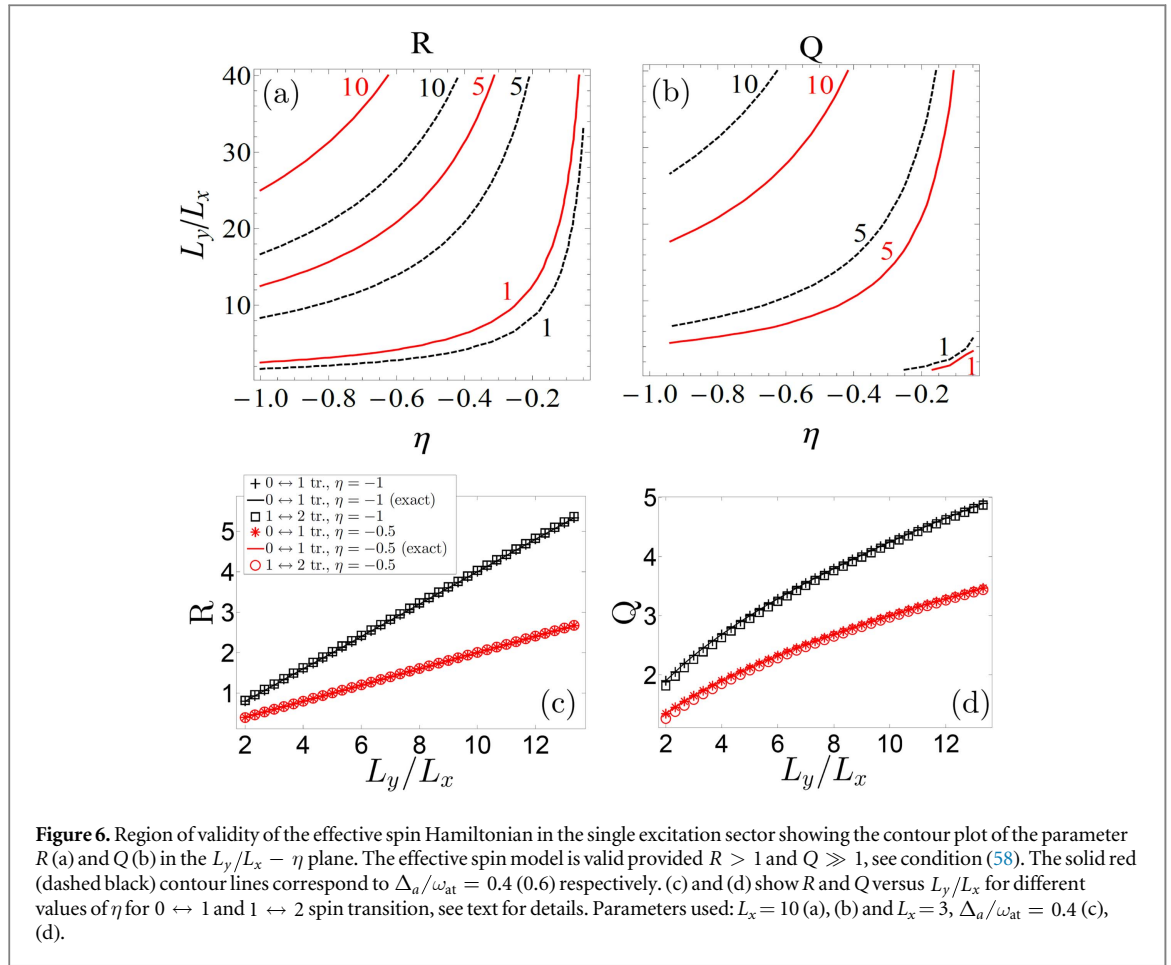 R
Q
40
30
20
10
L_y/L_x
(a)
10
10
5
5
1
1
−1.0 −0.8 −0.6 −0.4 −0.2
η
(b)
10
10
5
5
1
1
−1.0 −0.8 −0.6 −0.4 −0.2
η
+ 0 ↔ 1 tr., η = −1
0 ↔ 1 tr., η = −1 (exact)
1 ↔ 2 tr., η = −1
0 ↔ 1 tr., η = −0.5
0 ↔ 1 tr., η = −0.5 (exact)
1 ↔ 2 tr., η = −0.5
R
5
4
3
2
1
2 4 6 8 10 12
L_y/L_x
(c)
Q
5
4
3
2
2 4 6 8 10 12
L_y/L_x
(d)
Figure 6. Region of validity of the effective spin Hamiltonian in the single excitation sector showing the contour plot of the parameter
R (a) and Q (b) in the L_y/L_x − η plane. The effective spin model is valid provided R > 1 and Q ≫ 1, see condition (58). The solid red
(dashed black) contour lines correspond to Δ_a/ω_at = 0.4 (0.6) respectively. (c) and (d) show R and Q versus L_y/L_x for different
values of η for 0 ↔ 1 and 1 ↔ 2 spin transition, see text for details. Parameters used: L_x = 10 (a), (b) and L_x = 3, Δ_a/ω_at = 0.4 (c),
(d).